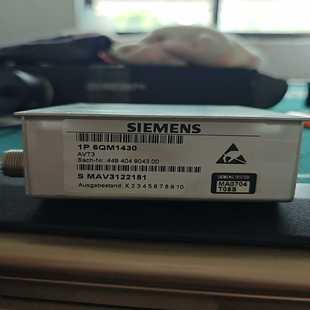 SIEMENS
1P 6QM1430
AVT3
Sach-Nr. 449 404 9043 00
S MAV3122181
Ausgabestand: K 2 3 4 5 6 7 8 9 10
MA0704
T08S